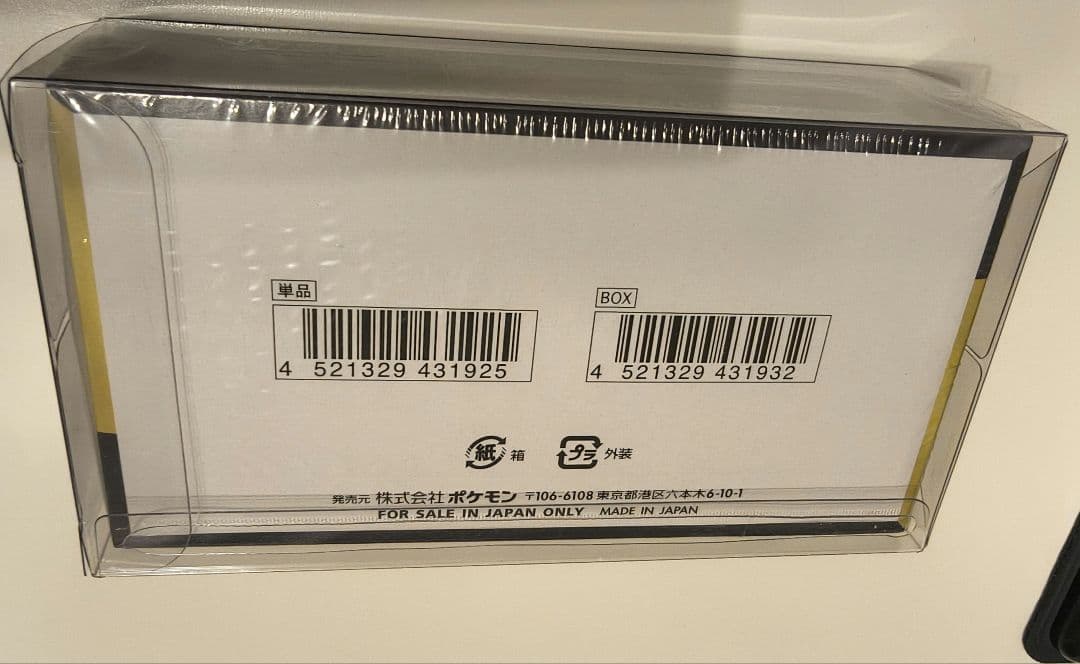 単品
BOX
4 521329 431925
4 521329 431932
紙 箱 プラ 外装
発売元 株式会社ポケモン 〒106-6108 東京都港区六本木6-10-1
FOR SALE IN JAPAN ONLY MADE IN JAPAN